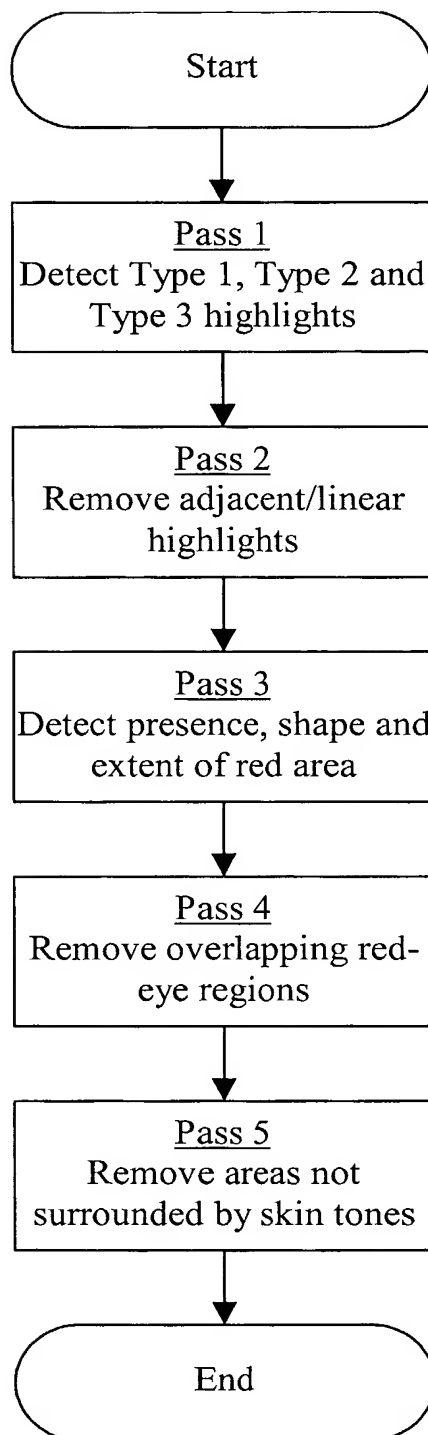 Start
Pass 1
Detect Type 1, Type 2 and
Type 3 highlights
Pass 2
Remove adjacent/linear
highlights
Pass 3
Detect presence, shape and
extent of red area
Pass 4
Remove overlapping red-
eye regions
Pass 5
Remove areas not
surrounded by skin tones
End